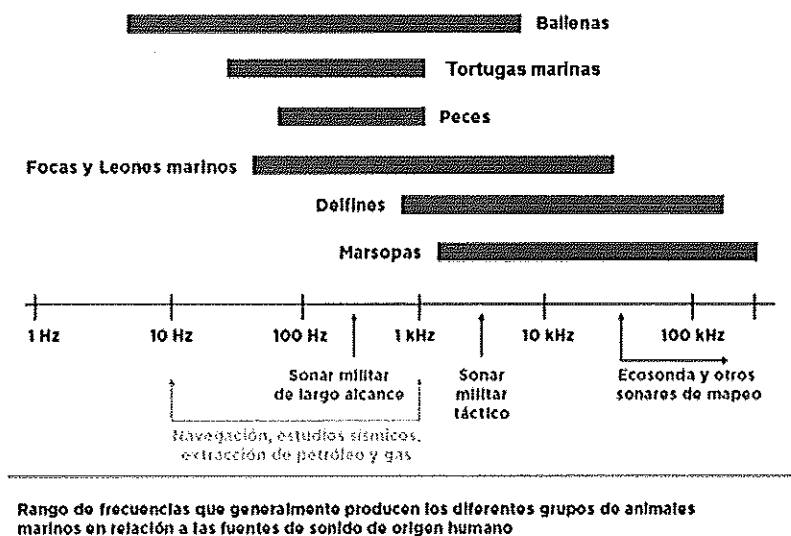 Ballenas
Tortugas marinas
Peces
Focas y Leones marinos
Delfines
Marsopas
1 Hz 10 Hz 100 Hz 1 kHz 10 kHz 100 kHz
Sonar militar
de largo alcance
Sonar
militar
táctico
Ecosonda y otros
sonares de mapeo
Navegación, estudios sísmicos,
extracción de petróleo y gas
Rango de frecuencias que generalmente producen los diferentes grupos de animales
marinos en relación a las fuentes de sonido de origen humano